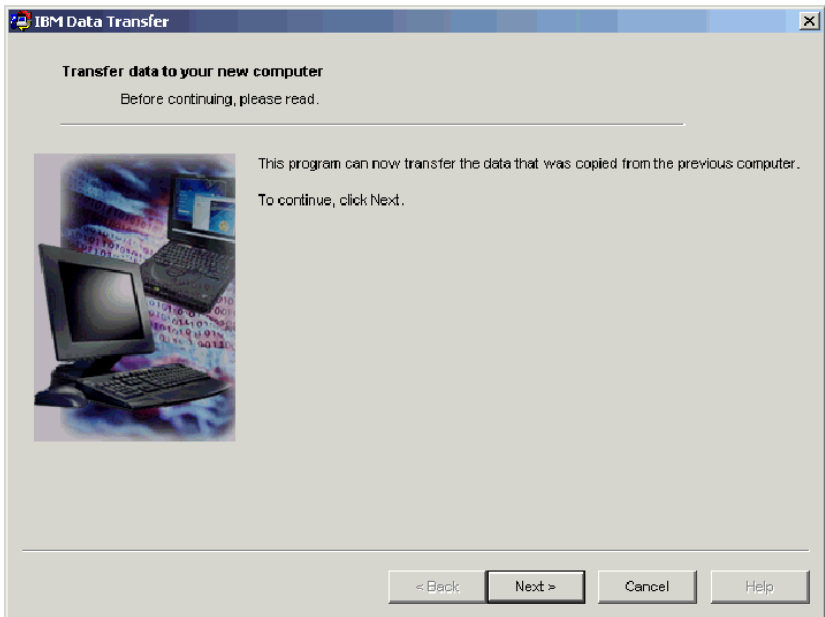 IBM Data Transfer
Transfer data to your new computer
Before continuing, please read.
This program can now transfer the data that was copied from the previous computer.
To continue, click Next.
< Back
Next >
Cancel
Help